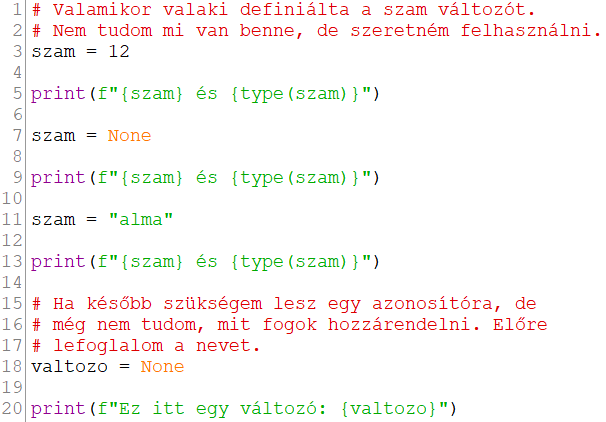 1 # Valamikor valaki definiálta a szam változót.
2 # Nem tudom mi van benne, de szeretném felhasználni.
3 szam = 12
4
5 print(f"{szam} és {type(szam)}")
6
7 szam = None
8
9 print(f"{szam} és {type(szam)}")
10
11 szam = "alma"
12
13 print(f"{szam} és {type(szam)}")
14
15 # Ha később szükségem lesz egy azonosítóra, de
16 # még nem tudom, mit fogok hozzárendelni. Előre
17 # lefoglalom a nevet.
18 valtozo = None
19
20 print(f"Ez itt egy változó: {valtozo}")